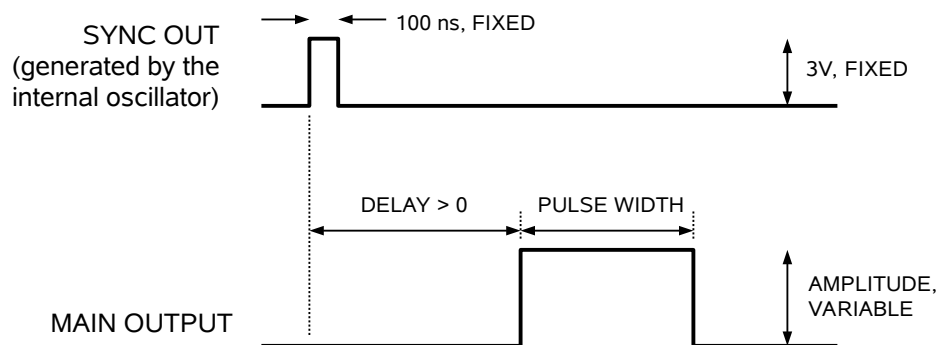 100 ns, FIXED
SYNC OUT
(generated by the
internal oscillator)
3V, FIXED
DELAY > 0
PULSE WIDTH
AMPLITUDE,
VARIABLE
MAIN OUTPUT